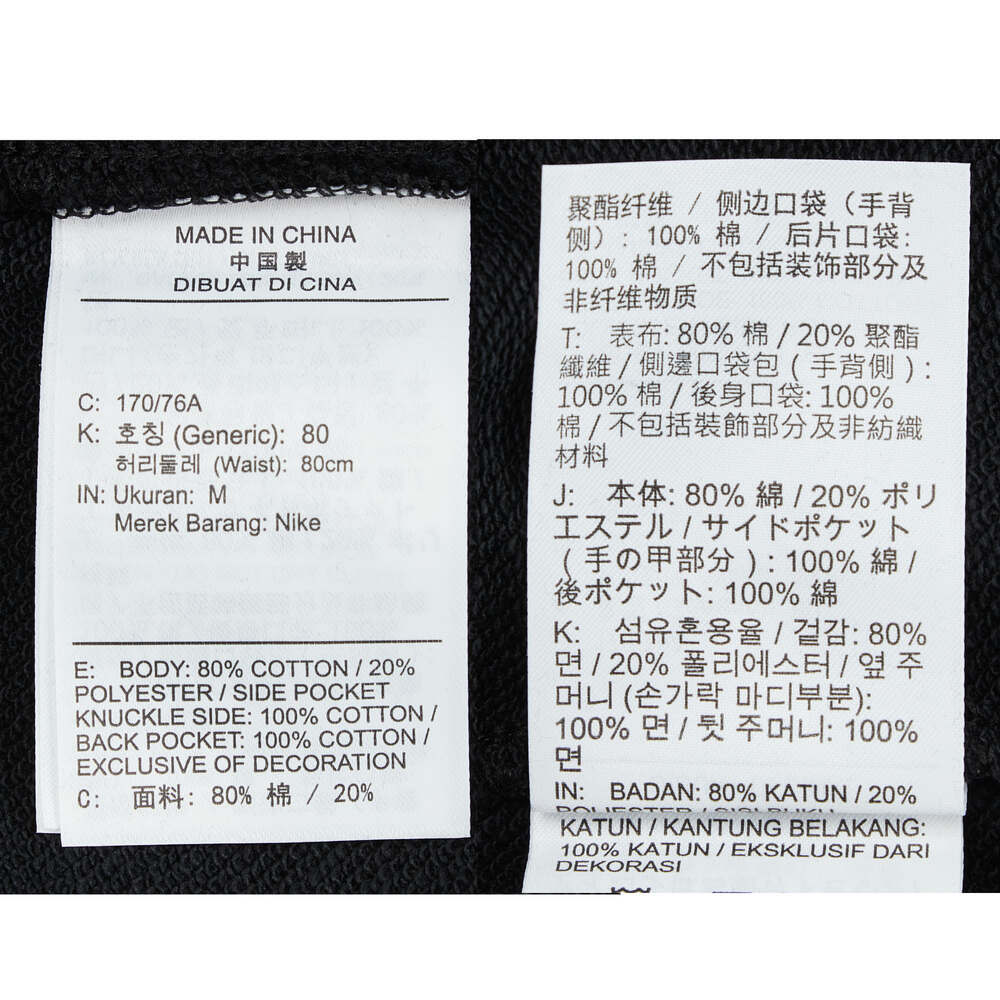 MADE IN CHINA
中国製
DIBUAT DI CINA
C: 170/76A
K: 호칭 (Generic): 80
허리둘레 (Waist): 80cm
IN: Ukuran: M
Merek Barang: Nike
E: BODY: 80% COTTON / 20%
POLYESTER / SIDE POCKET
KNUCKLE SIDE: 100% COTTON /
BACK POCKET: 100% COTTON /
EXCLUSIVE OF DECORATION
C: 面料: 80% 棉 / 20%
聚酯纤维 / 侧边口袋 (手背
侧) : 100% 棉 / 后片口袋:
100% 棉 / 不包括装饰部分及
非纤维物质
T: 表布: 80% 棉 / 20% 聚酯
纖維 / 側邊口袋包 ( 手背側 ) :
100% 棉 / 後身口袋: 100%
棉 / 不包括裝飾部分及非紡織
材料
J: 本体: 80% 綿 / 20% ポリ
エステル / サイドポケット
( 手の甲部分 ) : 100% 綿 /
後ポケット: 100% 綿
K: 섬유혼용율 / 겉감: 80%
면 / 20% 폴리에스터 / 옆 주
머니 (손가락 마디부분):
100% 면 / 뒷 주머니: 100%
면
IN: BADAN: 80% KATUN / 20%
POLIESTER / SISI SUKU
KATUN / KANTUNG BELAKANG:
100% KATUN / EKSKLUSIF DARI
DEKORASI